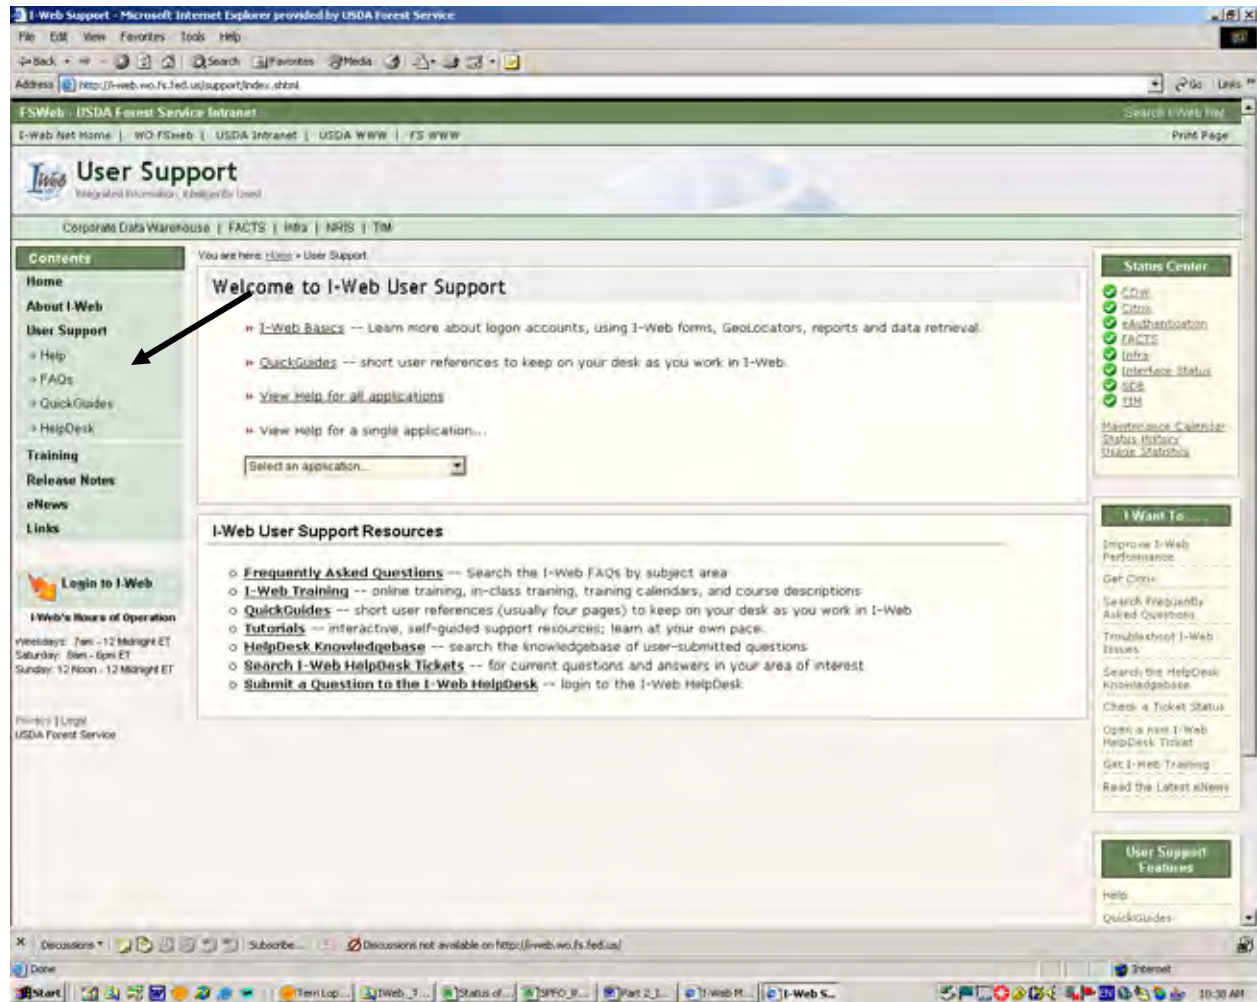 I-Web Support - Microsoft Internet Explorer provided by USDA Forest Service
File Edit View Favorites Tools Help
Back Search Favorites Media
Address http://i-web.wo.fs.fed.us/support/index.shtml Go Links
FSWeb - USDA Forest Service Intranet Search I-Web Net
I-Web Net Home | WO FSweb | USDA Intranet | USDA WWW | FS WWW Print Page
I-Web User Support
Integrated Information, Intelligently Used
Corporate Data Warehouse | FACTS | Infra | NRIS | TIM
Contents
Home
About I-Web
User Support
» Help
» FAQs
» QuickGuides
» HelpDesk
Training
Release Notes
eNews
Links
Login to I-Web
I-Web's Hours of Operation
Weekdays: 7am - 12 Midnight ET
Saturday: 8am - 6pm ET
Sunday: 12 Noon - 12 Midnight ET
Privacy | Legal
USDA Forest Service
You are here: Home » User Support
Welcome to I-Web User Support
» I-Web Basics -- Learn more about logon accounts, using I-Web forms, GeoLocators, reports and data retrieval.
» QuickGuides -- short user references to keep on your desk as you work in I-Web.
» View Help for all applications
» View Help for a single application...
Select an application...
I-Web User Support Resources
o Frequently Asked Questions -- Search the I-Web FAQs by subject area
o I-Web Training -- online training, in-class training, training calendars, and course descriptions
o QuickGuides -- short user references (usually four pages) to keep on your desk as you work in I-Web
o Tutorials -- interactive, self-guided support resources; learn at your own pace.
o HelpDesk Knowledgebase -- search the knowledgebase of user-submitted questions
o Search I-Web HelpDesk Tickets -- for current questions and answers in your area of interest
o Submit a Question to the I-Web HelpDesk -- login to the I-Web HelpDesk
Status Center
CDW
Citrix
eAuthentication
FACTS
Infra
Interface Status
TIM
Maintenance Calendar
Status History
Usage Statistics
I Want To.....
Improve I-Web
Performance
Get Citrix
Search Frequently
Asked Questions
Troubleshoot I-Web
Issues
Search the HelpDesk
Knowledgebase
Check a Ticket Status
Open a new I-Web
HelpDesk Ticket
Get I-Web Training
Read the Latest eNews
User Support
Features
Help
QuickGuides
Discussions Subscribe... Discussions not available on http://i-web.wo.fs.fed.us/
Done Internet
Start Terri Lop... IWeb_T... Status of... Part 2_I... I-Web M... I-Web S... 10:38 AM